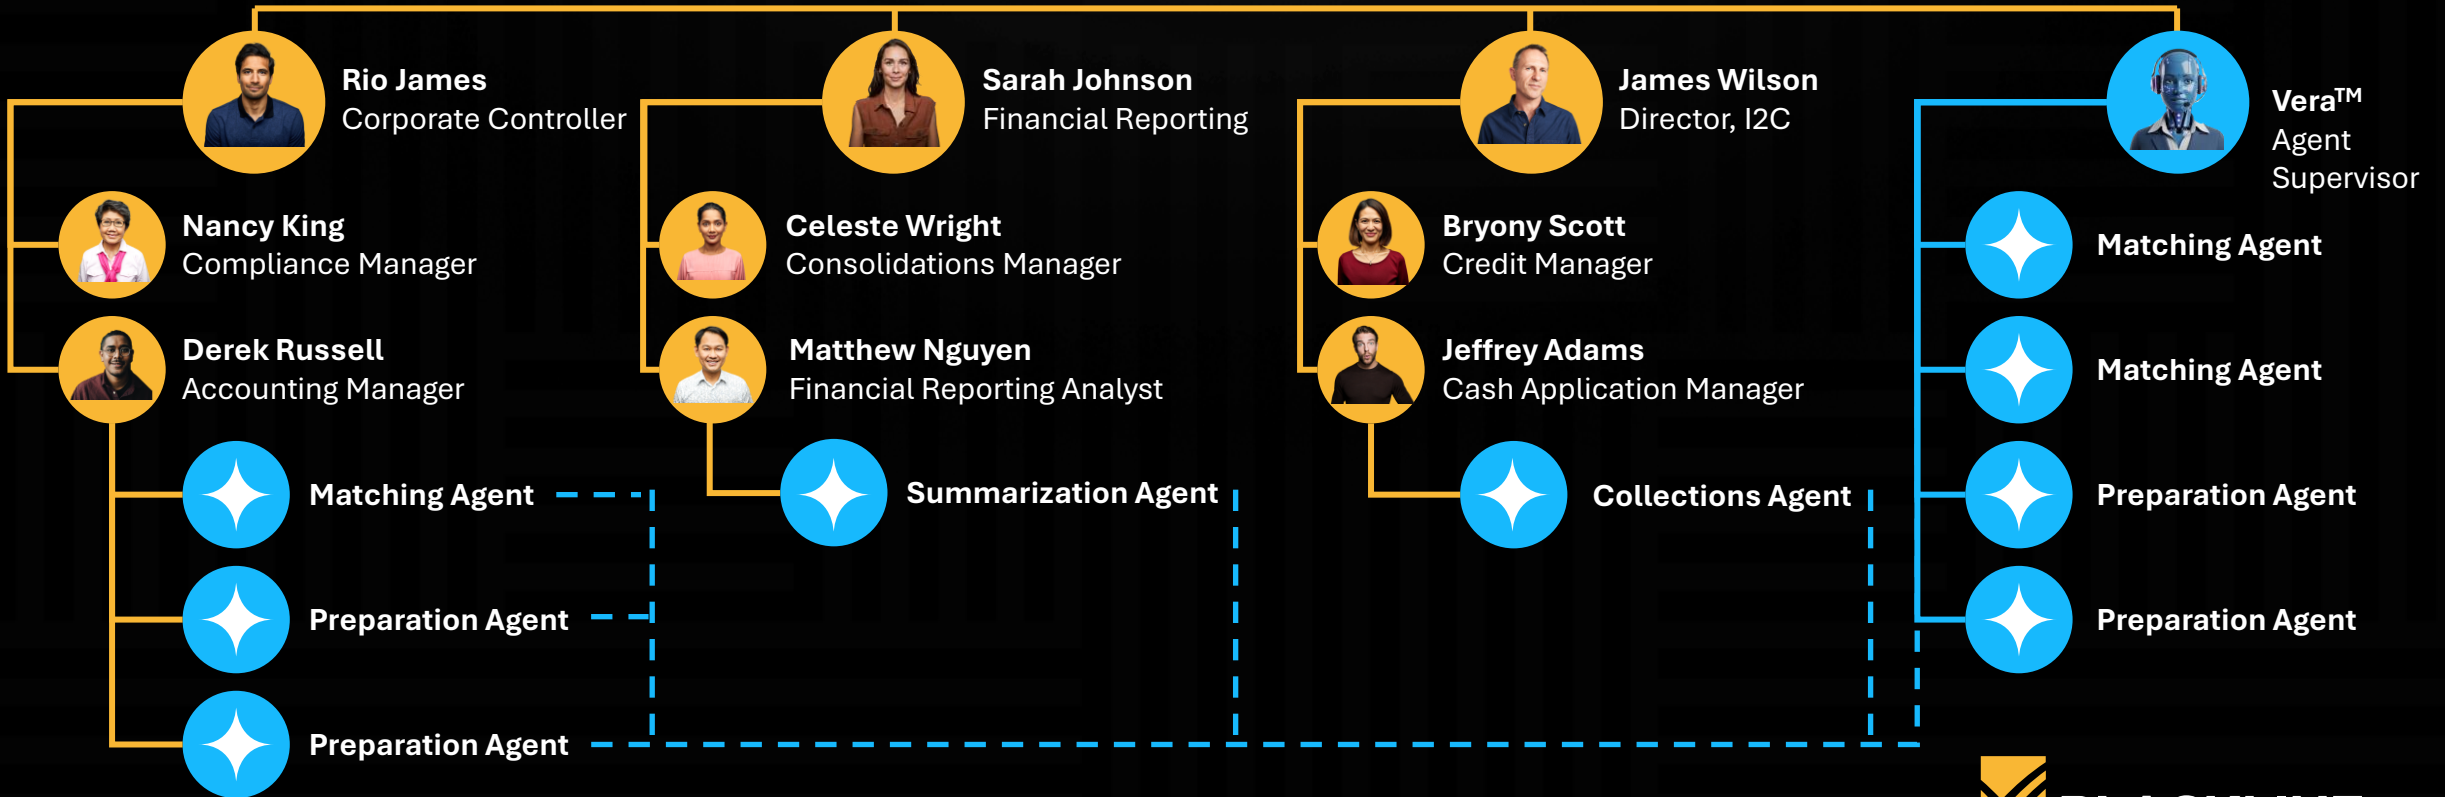 Rio James
Corporate Controller
Sarah Johnson
Financial Reporting
James Wilson
Director, I2C
Vera™
Agent
Supervisor
Nancy King
Compliance Manager
Celeste Wright
Consolidations Manager
Bryony Scott
Credit Manager
Matching Agent
Derek Russell
Accounting Manager
Matthew Nguyen
Financial Reporting Analyst
Jeffrey Adams
Cash Application Manager
Matching Agent
Matching Agent
Summarization Agent
Collections Agent
Preparation Agent
Preparation Agent
Preparation Agent
Preparation Agent